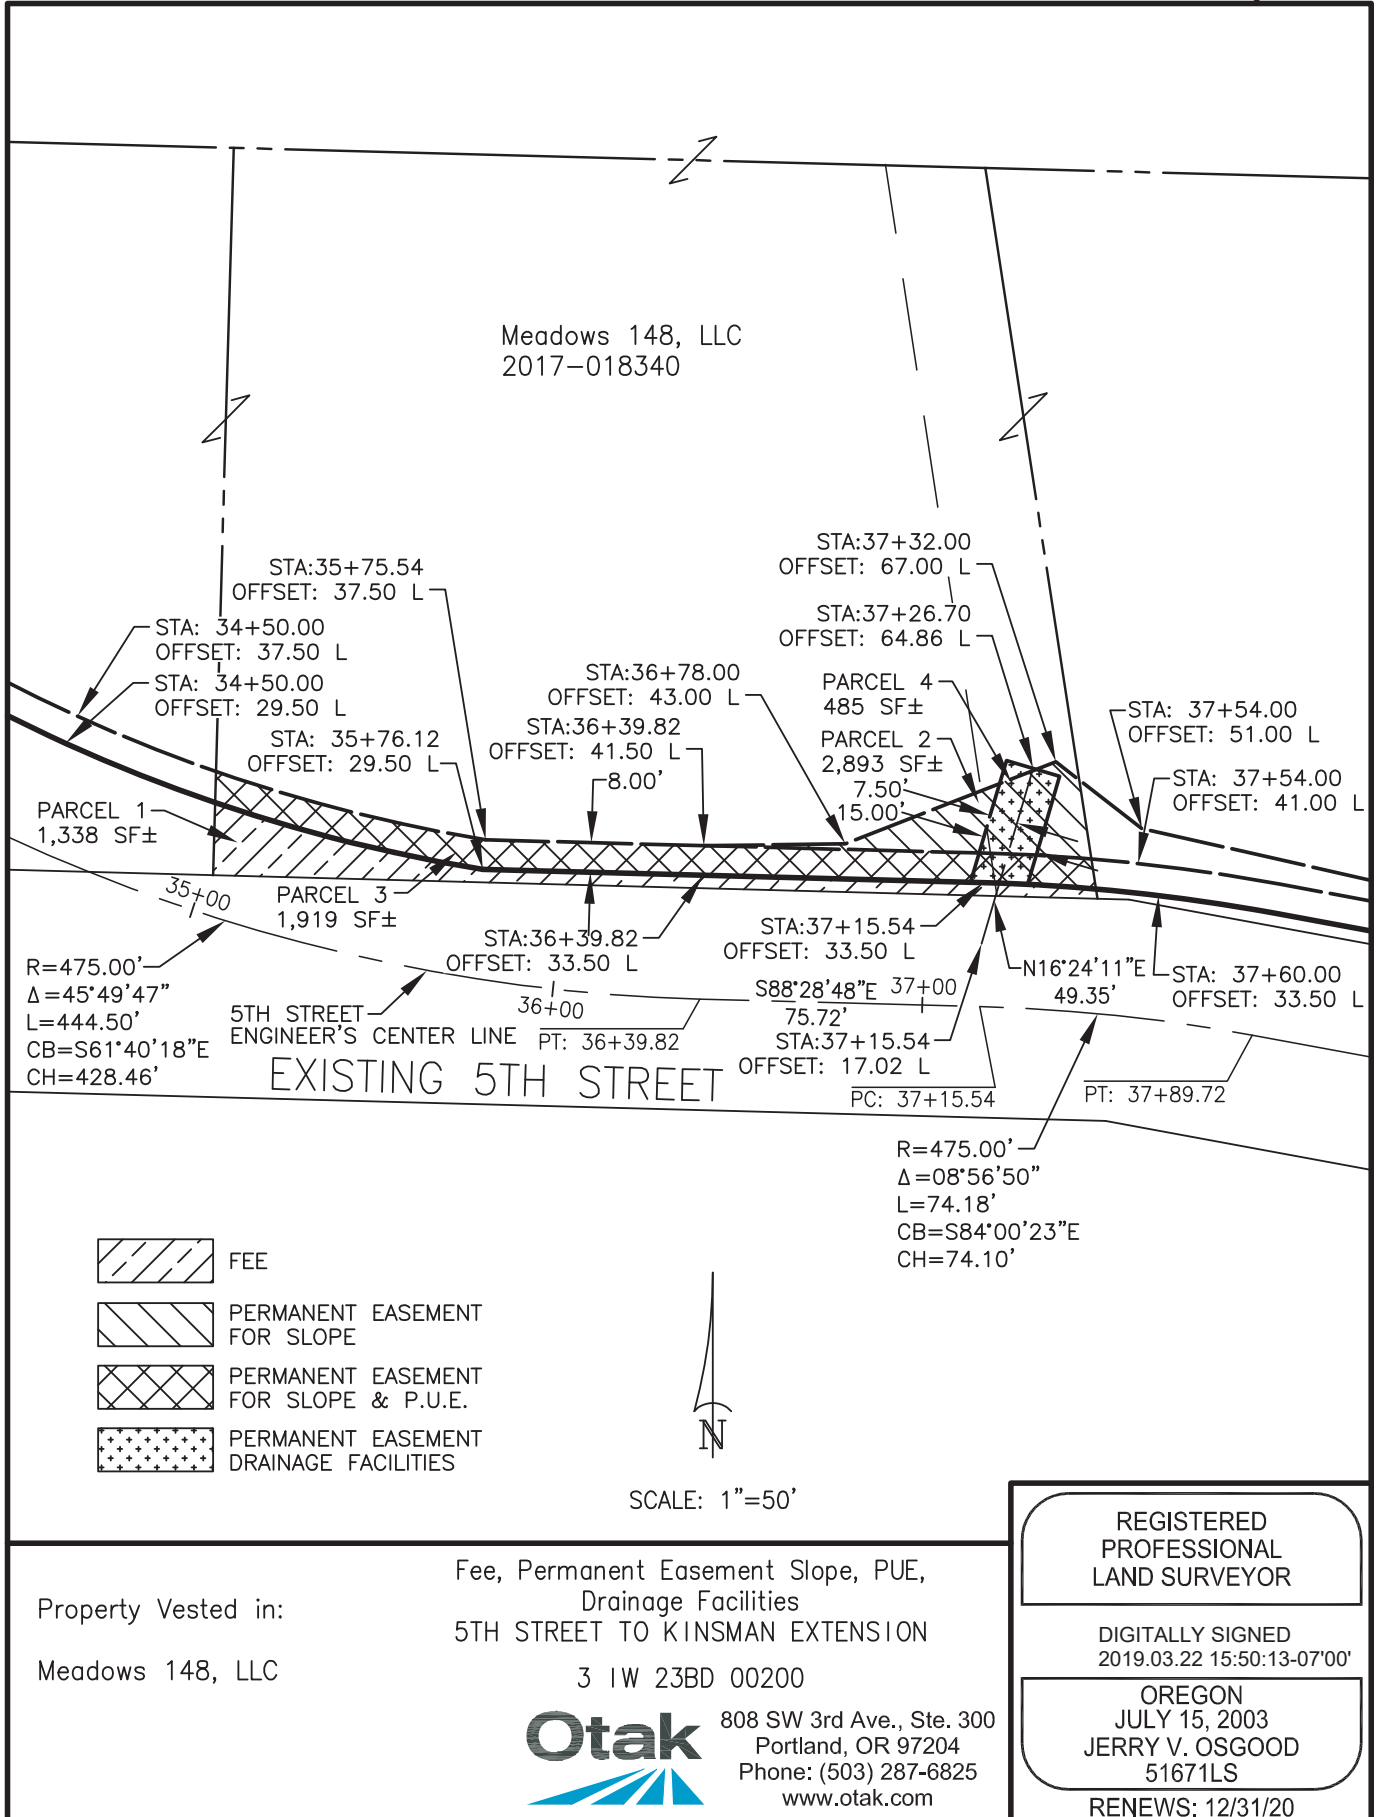 Meadows 148, LLC
2017-018340
STA:35+75.54
OFFSET: 37.50 L
STA: 34+50.00
OFFSET: 37.50 L
STA: 34+50.00
OFFSET: 29.50 L
STA: 35+76.12
OFFSET: 29.50 L
STA:36+78.00
OFFSET: 43.00 L
STA:36+39.82
OFFSET: 41.50 L
8.00'
STA:37+32.00
OFFSET: 67.00 L
STA:37+26.70
OFFSET: 64.86 L
PARCEL 4
485 SF±
PARCEL 2
2,893 SF±
7.50'
15.00'
STA: 37+54.00
OFFSET: 51.00 L
STA: 37+54.00
OFFSET: 41.00 L
PARCEL 1
1,338 SF±
35+00
PARCEL 3
1,919 SF±
STA:36+39.82
OFFSET: 33.50 L
STA:37+15.54
OFFSET: 33.50 L
N16°24'11"E
49.35'
STA: 37+60.00
OFFSET: 33.50 L
R=475.00'
Δ=45°49'47"
L=444.50'
CB=S61°40'18"E
CH=428.46'
5TH STREET
ENGINEER'S CENTER LINE
36+00
PT: 36+39.82
S88°28'48"E
75.72'
37+00
STA:37+15.54
OFFSET: 17.02 L
PC: 37+15.54
PT: 37+89.72
EXISTING 5TH STREET
R=475.00'
Δ=08°56'50"
L=74.18'
CB=S84°00'23"E
CH=74.10'
FEE
PERMANENT EASEMENT
FOR SLOPE
PERMANENT EASEMENT
FOR SLOPE & P.U.E.
PERMANENT EASEMENT
DRAINAGE FACILITIES
N
SCALE: 1"=50'
Property Vested in:
Meadows 148, LLC
Fee, Permanent Easement Slope, PUE,
Drainage Facilities
5TH STREET TO KINSMAN EXTENSION
3 1W 23BD 00200
Otak
808 SW 3rd Ave., Ste. 300
Portland, OR 97204
Phone: (503) 287-6825
www.otak.com
REGISTERED
PROFESSIONAL
LAND SURVEYOR
DIGITALLY SIGNED
2019.03.22 15:50:13-07'00'
OREGON
JULY 15, 2003
JERRY V. OSGOOD
51671LS
RENEWS: 12/31/20